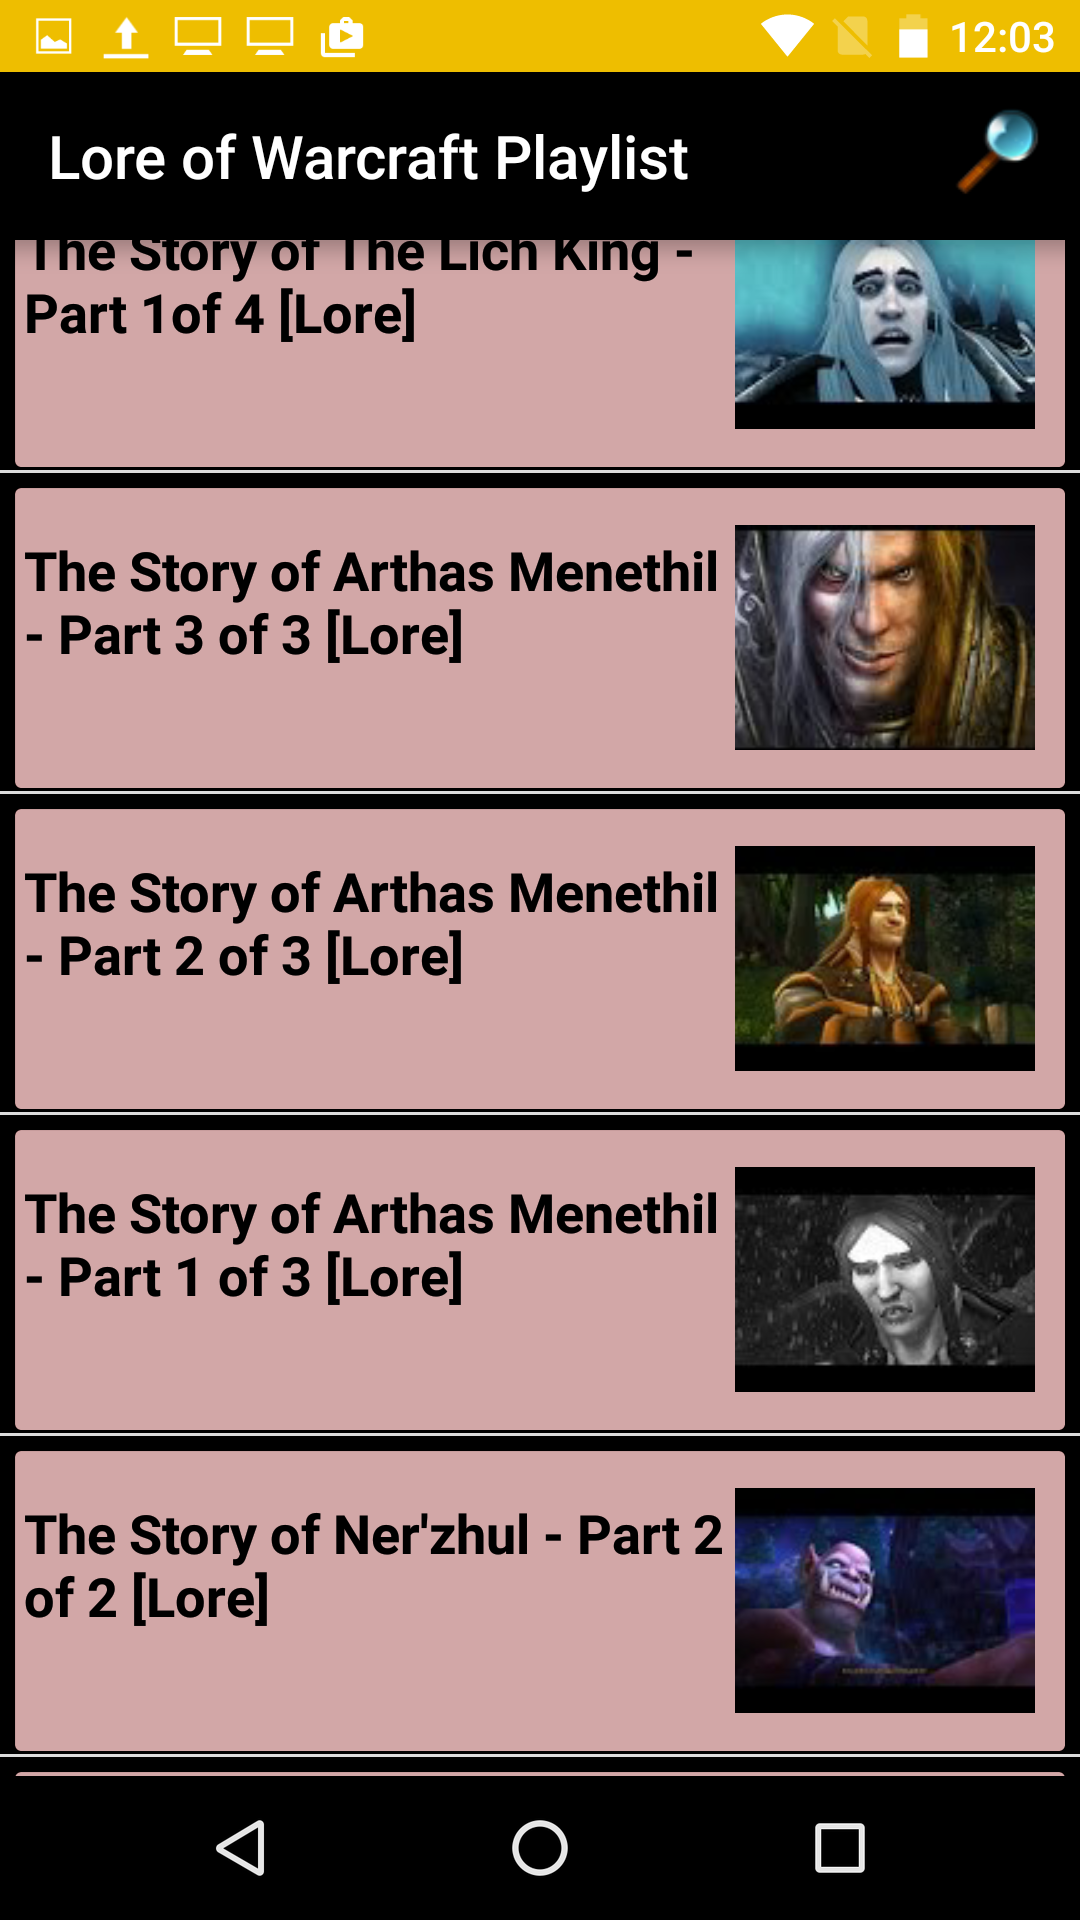 12:03
Lore of Warcraft Playlist
The Story of The Lich King -
Part 1of 4 [Lore]
The Story of Arthas Menethil
- Part 3 of 3 [Lore]
The Story of Arthas Menethil
- Part 2 of 3 [Lore]
The Story of Arthas Menethil
- Part 1 of 3 [Lore]
The Story of Ner'zhul - Part 2
of 2 [Lore]